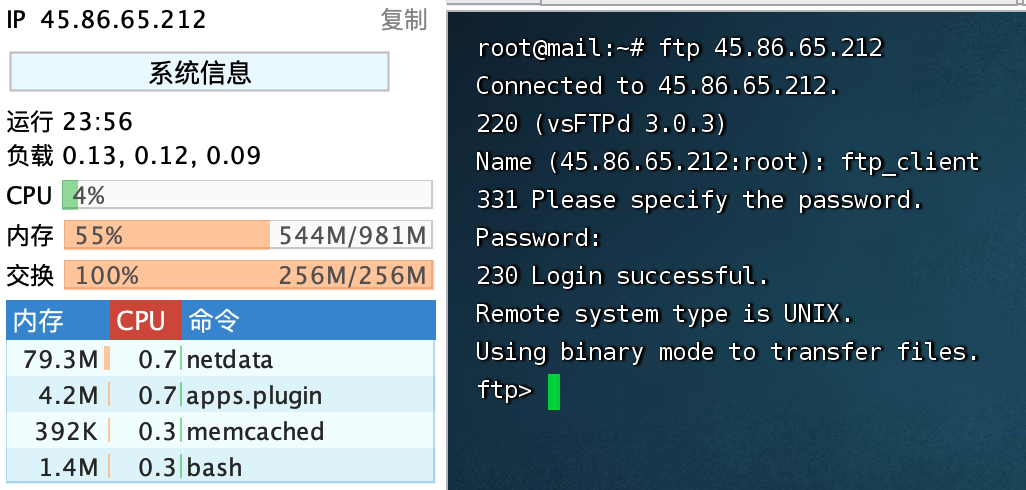 IP 45.86.65.212 复制
系统信息
运行 23:56
负载 0.13, 0.12, 0.09
CPU 4%
内存 55% 544M/981M
交换 100% 256M/256M
内存 CPU 命令
79.3M 0.7 netdata
4.2M 0.7 apps.plugin
392K 0.3 memcached
1.4M 0.3 bash
root@mail:~# ftp 45.86.65.212
Connected to 45.86.65.212.
220 (vsFTPd 3.0.3)
Name (45.86.65.212:root): ftp_client
331 Please specify the password.
Password:
230 Login successful.
Remote system type is UNIX.
Using binary mode to transfer files.
ftp>